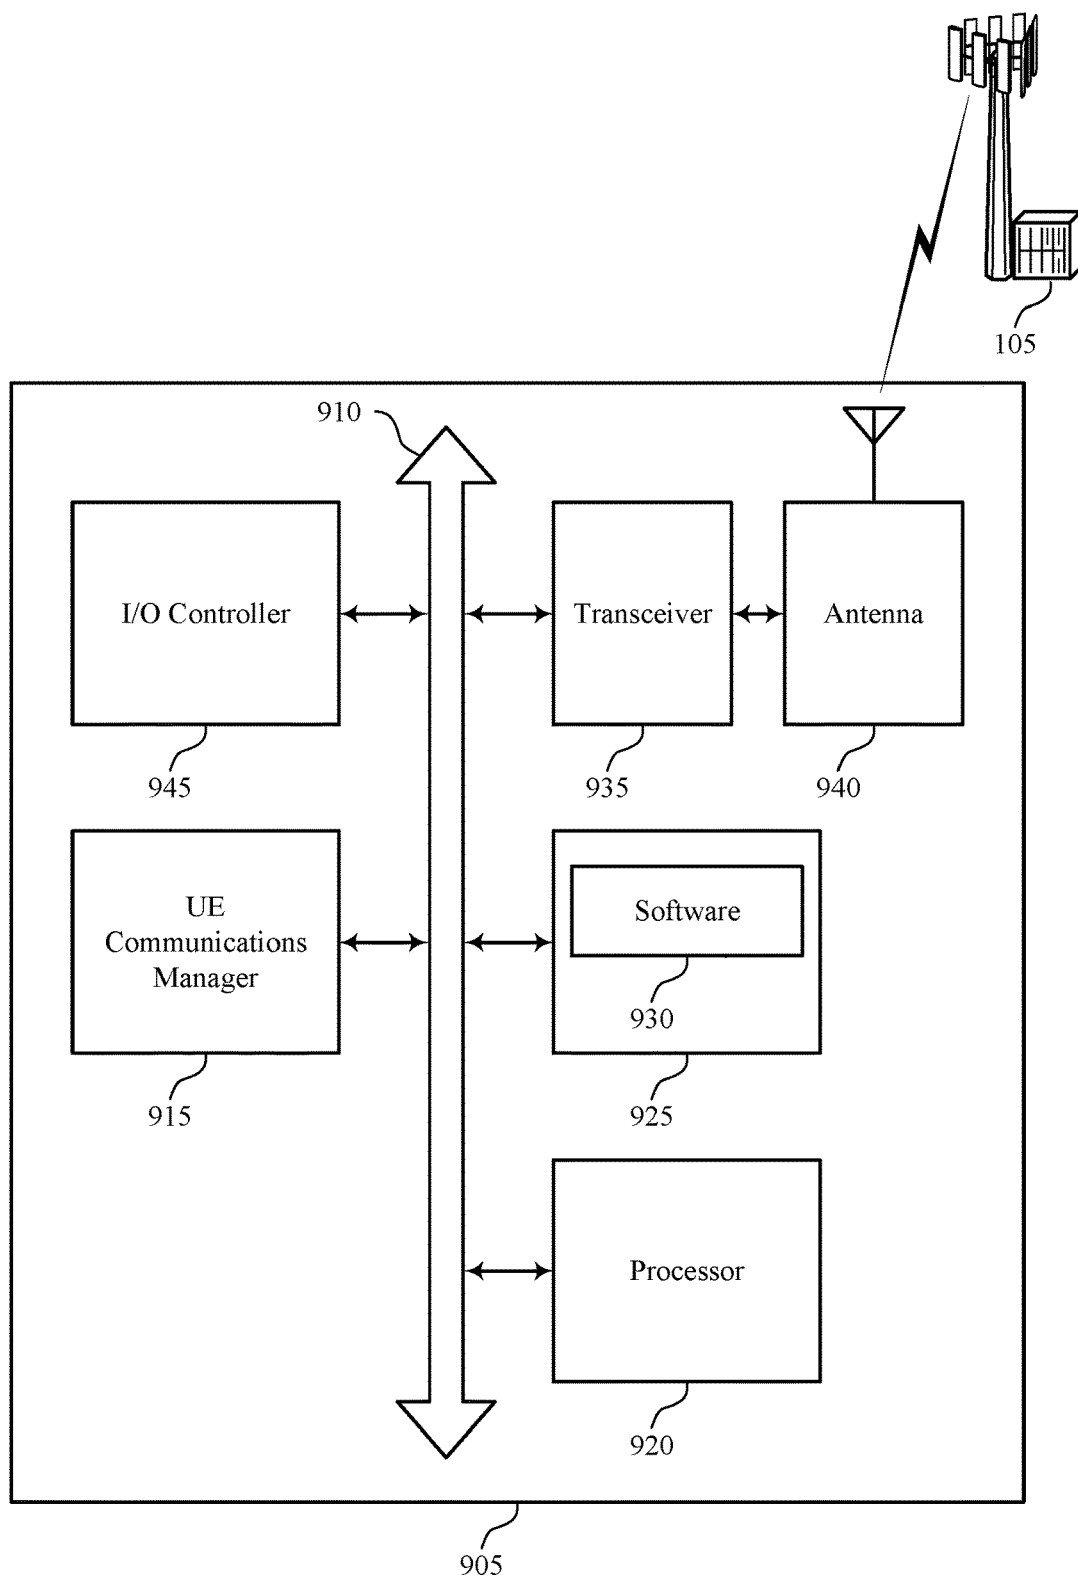 105
910
I/O Controller
Transceiver
Antenna
945
935
940
UE
Communications
Manager
Software
930
915
925
Processor
920
905